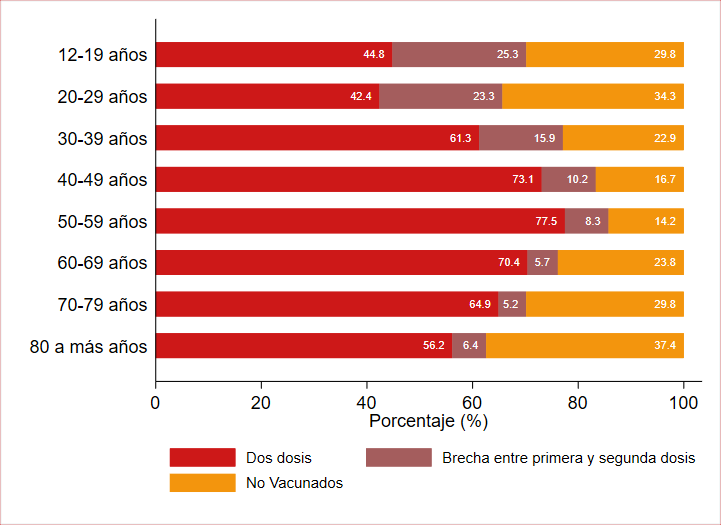 12-19 años 44.8 25.3 29.8
20-29 años 42.4 23.3 34.3
30-39 años 61.3 15.9 22.9
40-49 años 73.1 10.2 16.7
50-59 años 77.5 8.3 14.2
60-69 años 70.4 5.7 23.8
70-79 años 64.9 5.2 29.8
80 a más años 56.2 6.4 37.4
0 20 40 60 80 100
Porcentaje (%)
Dos dosis Brecha entre primera y segunda dosis
No Vacunados